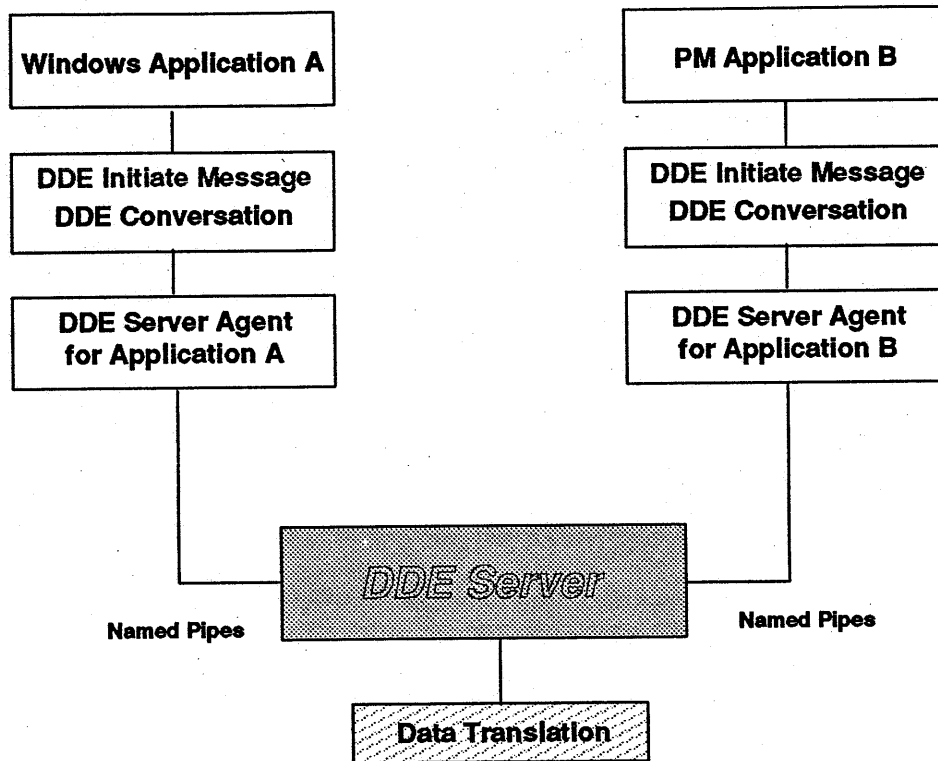 Windows Application A
PM Application B
DDE Initiate Message
DDE Conversation
DDE Initiate Message
DDE Conversation
DDE Server Agent
for Application A
DDE Server Agent
for Application B
DDE Server
Named Pipes
Named Pipes
Data Translation